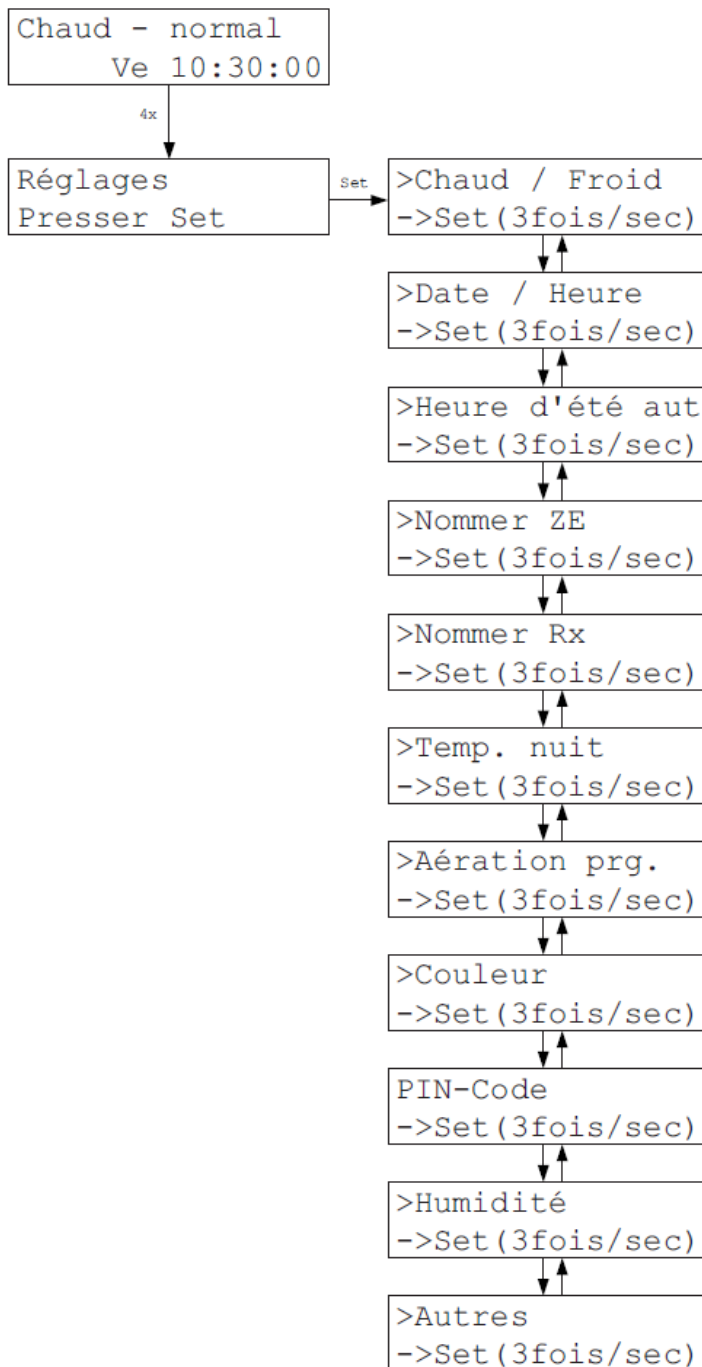 Chaud - normal
Ve 10:30:00
4x
Réglages
Presser Set
Set
>Chaud / Froid
->Set(3fois/sec)
>Date / Heure
->Set(3fois/sec)
>Heure d'été aut
->Set(3fois/sec)
>Nommer ZE
->Set(3fois/sec)
>Nommer Rx
->Set(3fois/sec)
>Temp. nuit
->Set(3fois/sec)
>Aération prg.
->Set(3fois/sec)
>Couleur
->Set(3fois/sec)
PIN-Code
->Set(3fois/sec)
>Humidité
->Set(3fois/sec)
>Autres
->Set(3fois/sec)